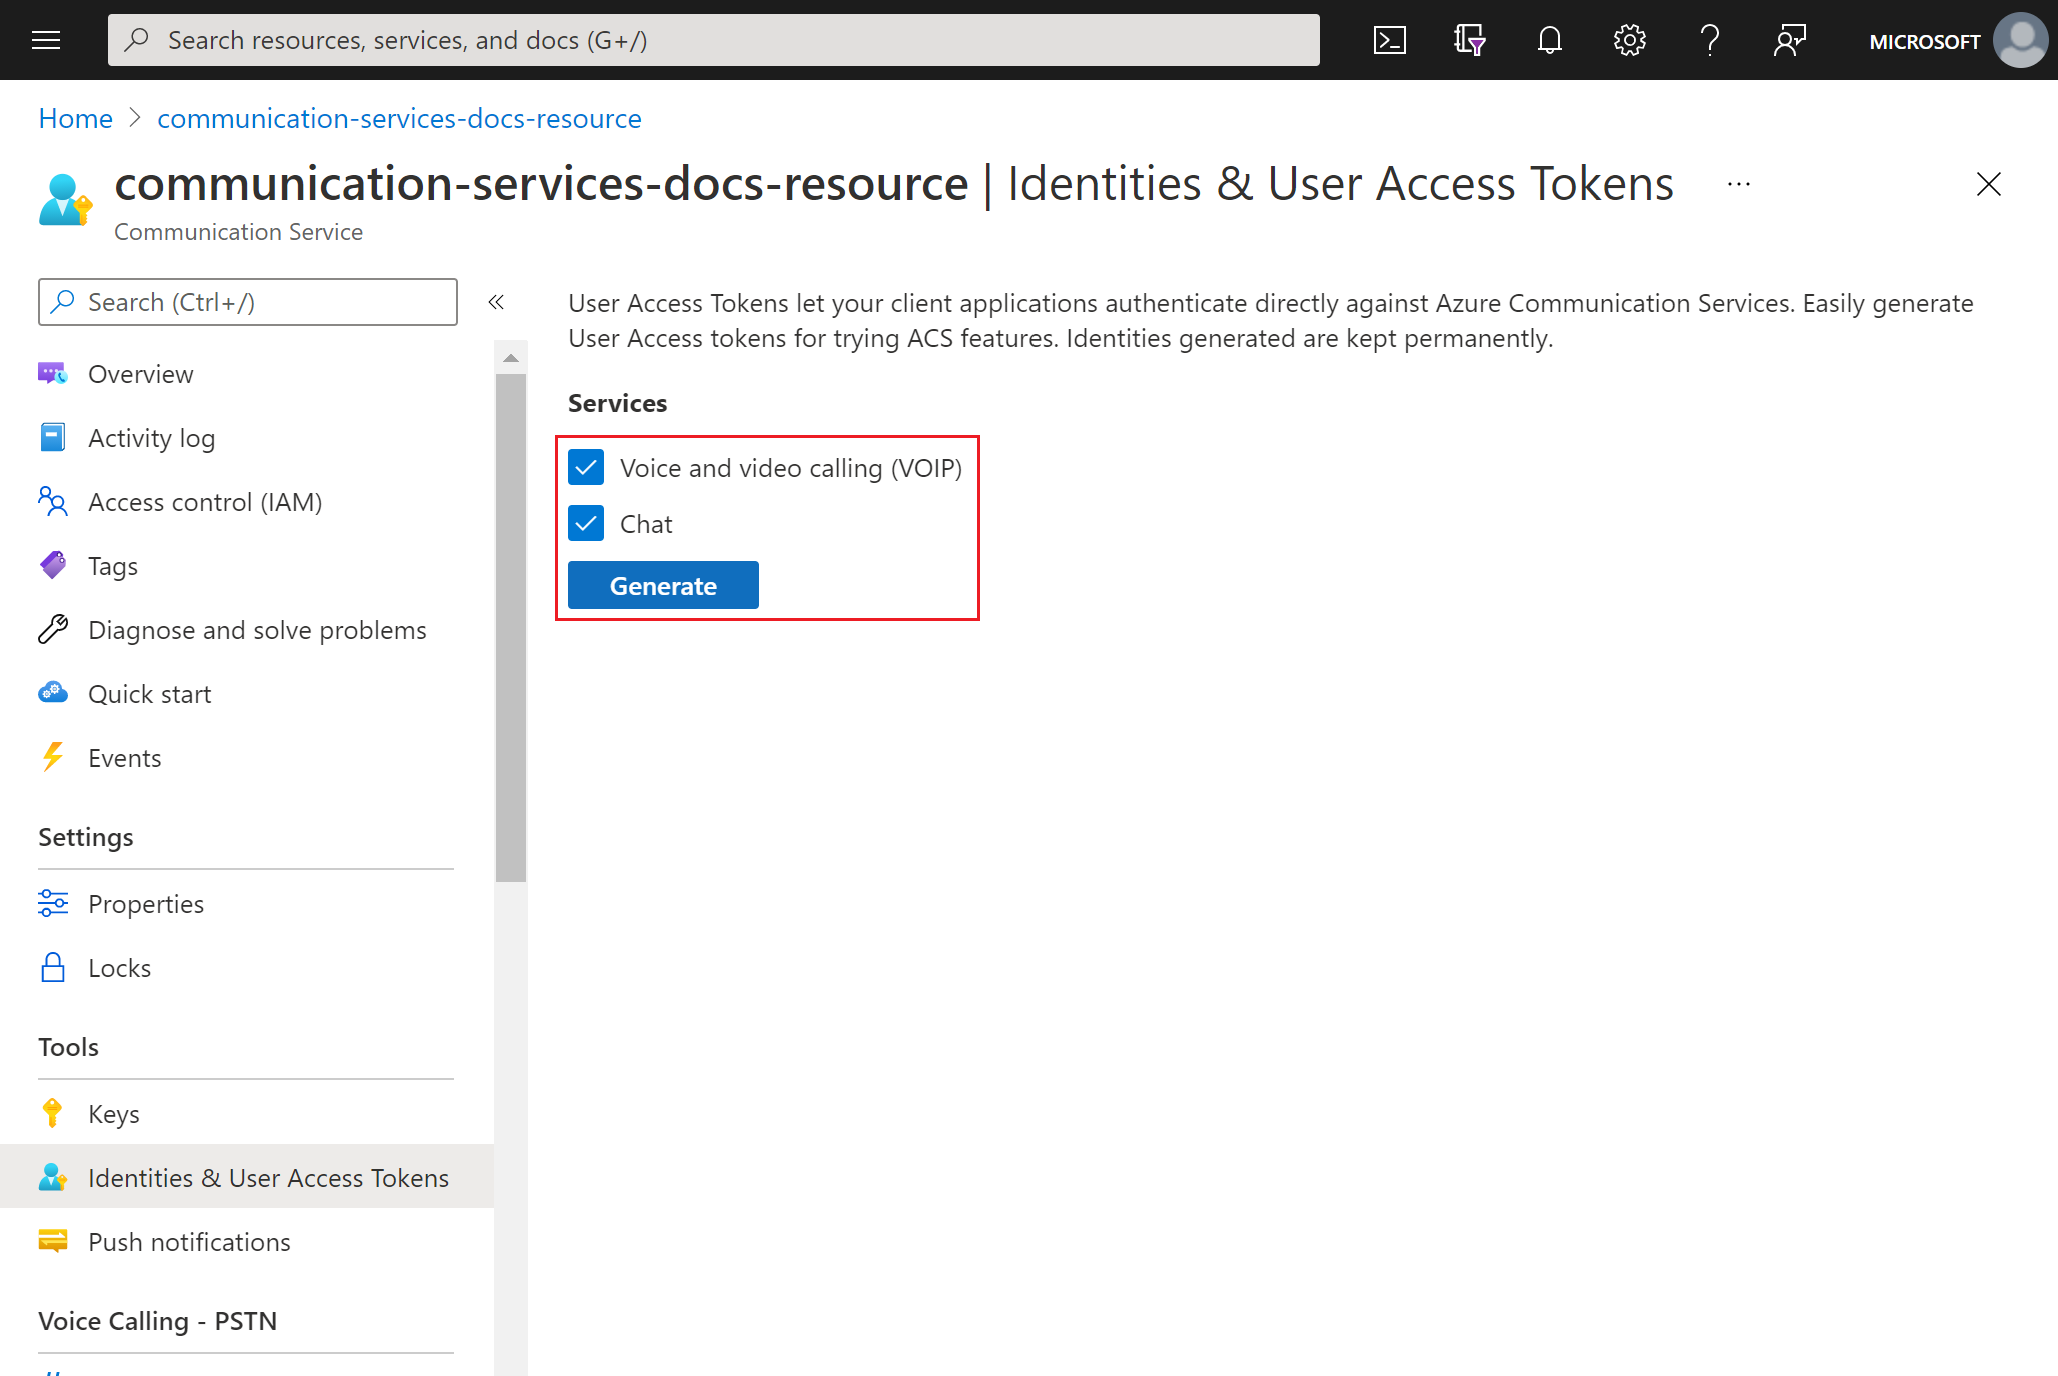 Search resources, services, and docs (G+/)
MICROSOFT
Home > communication-services-docs-resource
communication-services-docs-resource | Identities & User Access Tokens ...
Communication Service
Search (Ctrl+/)
Overview
Activity log
Access control (IAM)
Tags
Diagnose and solve problems
Quick start
Events
Settings
Properties
Locks
Tools
Keys
Identities & User Access Tokens
Push notifications
Voice Calling - PSTN
User Access Tokens let your client applications authenticate directly against Azure Communication Services. Easily generate
User Access tokens for trying ACS features. Identities generated are kept permanently.
Services
Voice and video calling (VOIP)
Chat
Generate